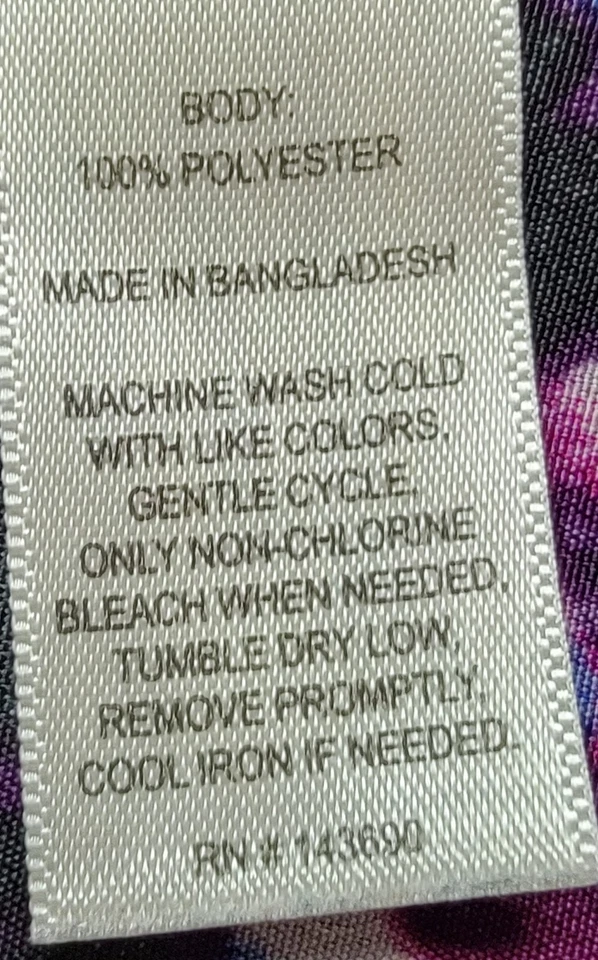 BODY:
100% POLYESTER
MADE IN BANGLADESH
MACHINE WASH COLD
WITH LIKE COLORS,
GENTLE CYCLE,
ONLY NON-CHLORINE
BLEACH WHEN NEEDED,
TUMBLE DRY LOW,
REMOVE PROMPTLY,
COOL IRON IF NEEDED.
RN # 143690